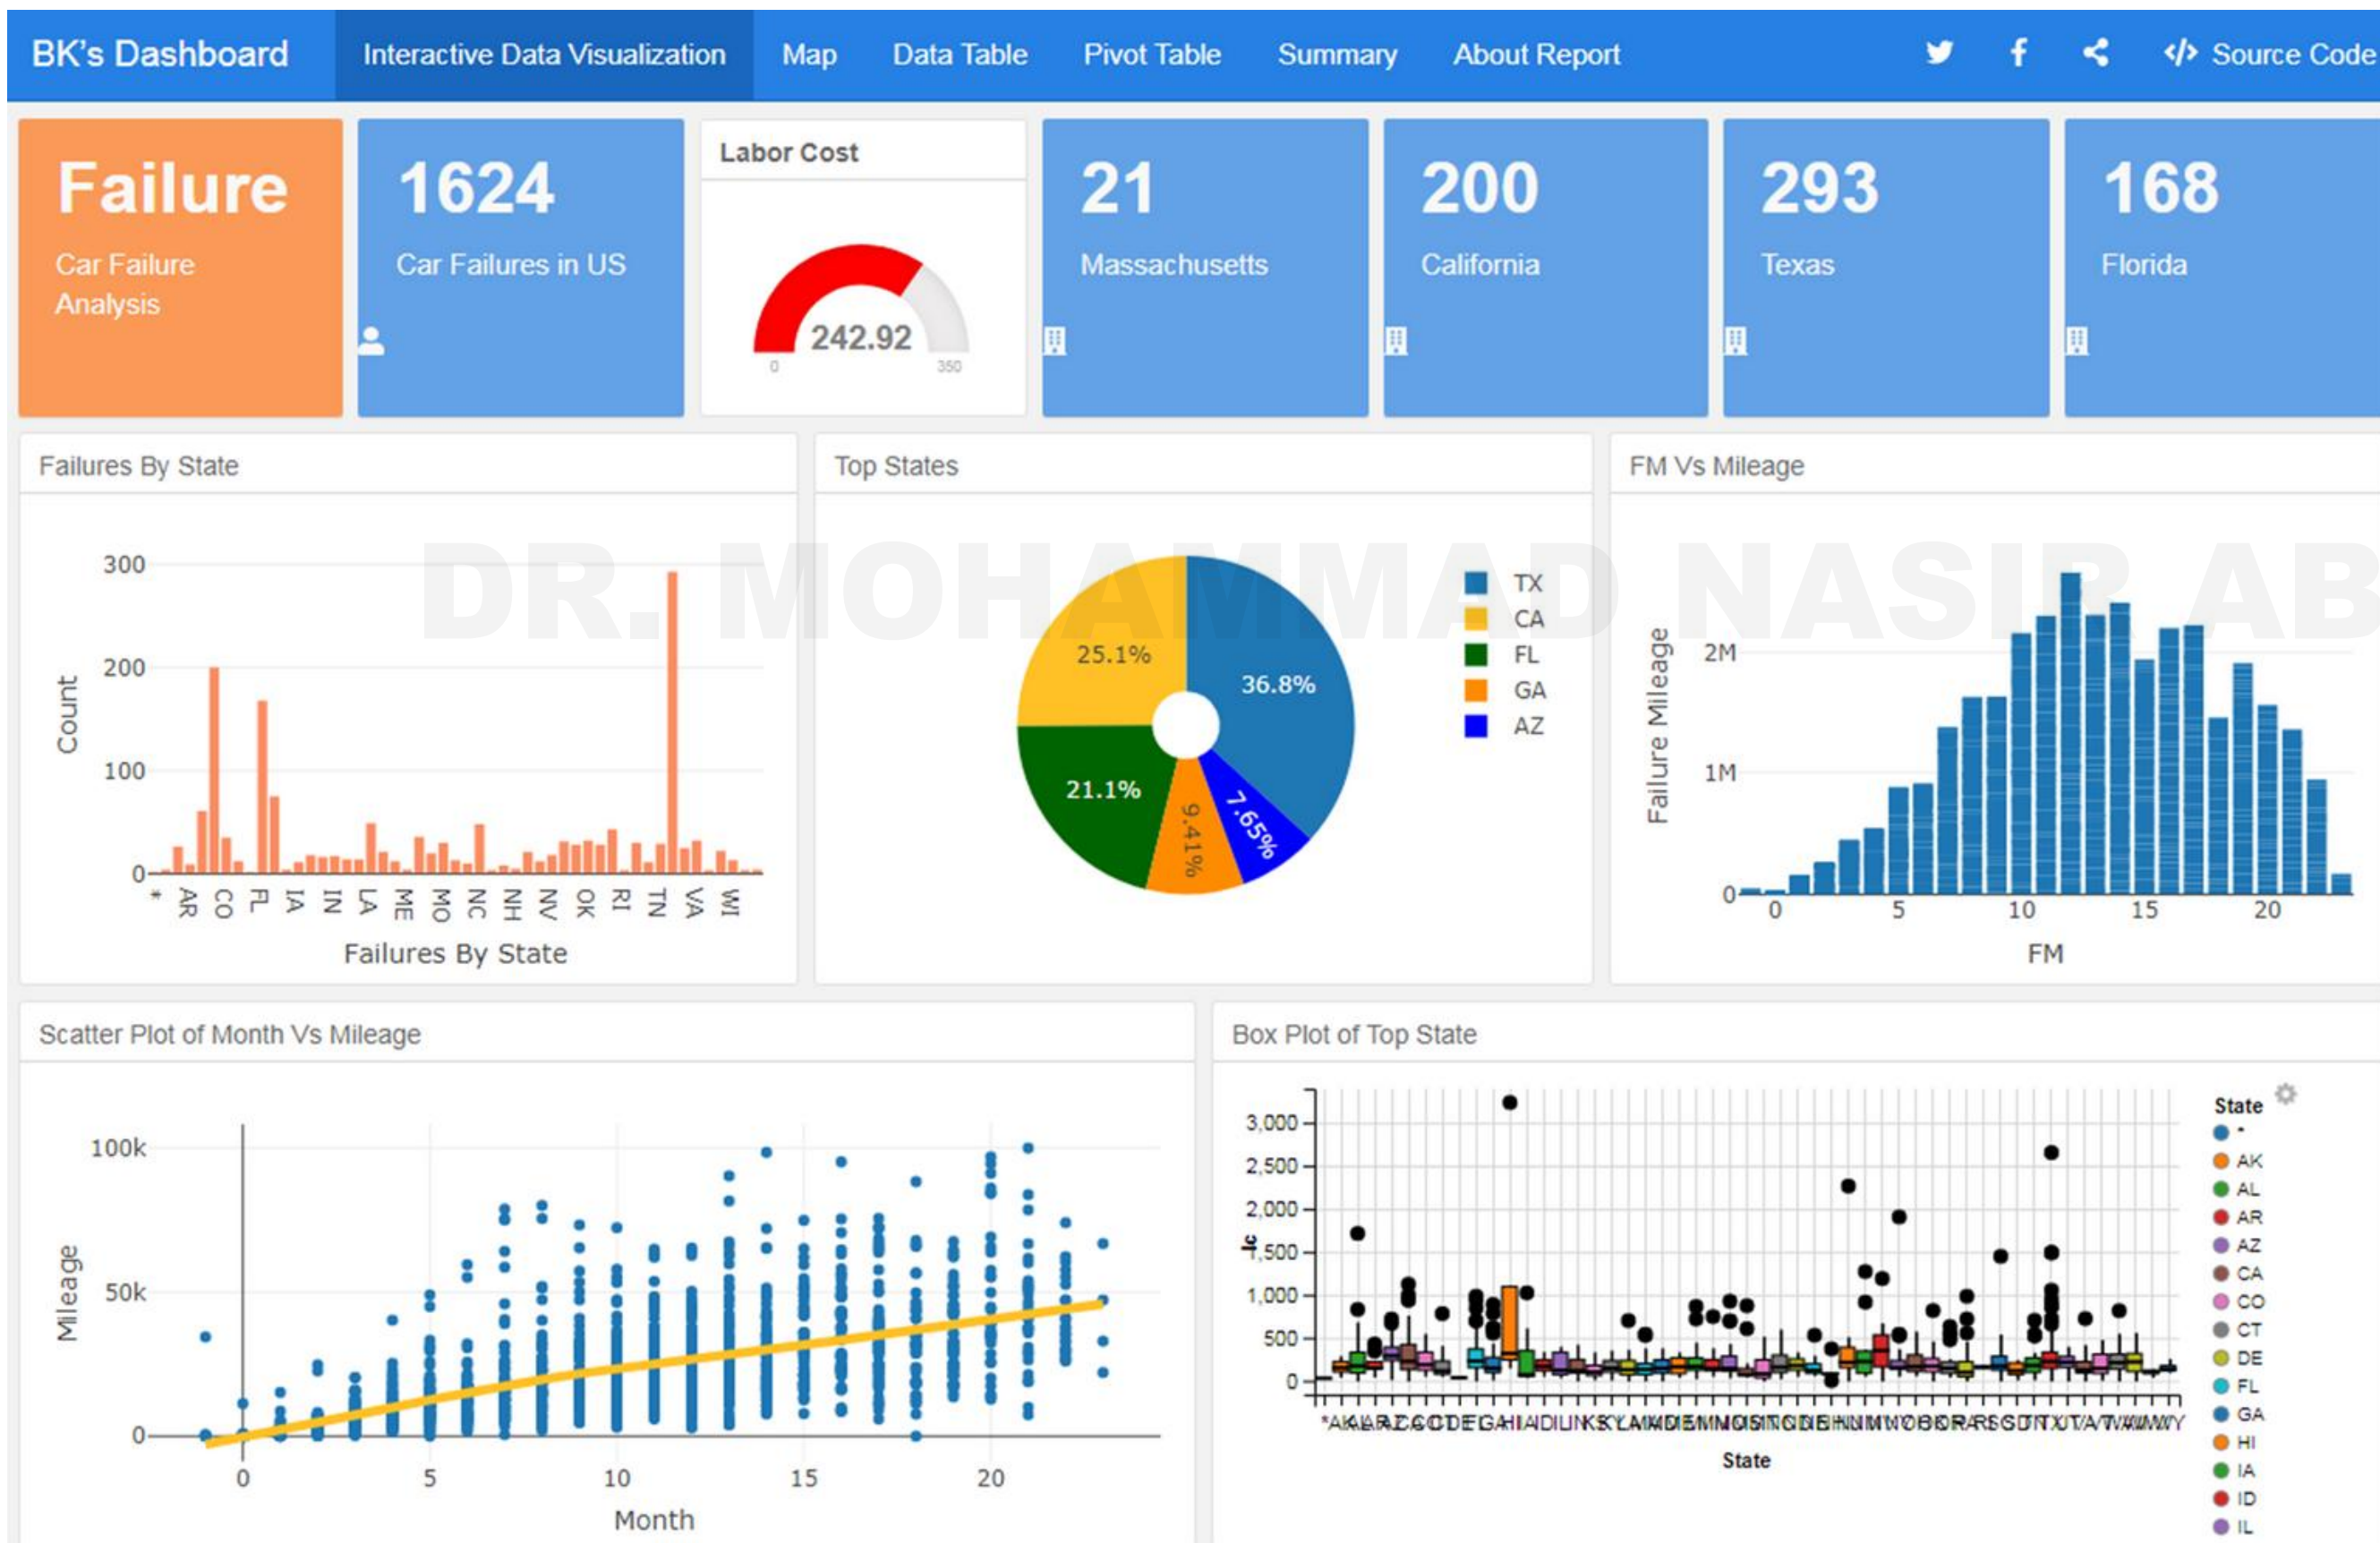 BK's Dashboard Interactive Data Visualization Map Data Table Pivot Table Summary About Report Source Code
Failure
Car Failure
Analysis
1624
Car Failures in US
Labor Cost
242.92
0 350
21
Massachusetts
200
California
293
Texas
168
Florida
Failures By State
300
200
100
0
Count
* AR CO FL IA IN LA ME MO NC NH NV OK RI TN VA WI
Failures By State
Top States
25.1%
36.8%
21.1%
9.41%
7.65%
TX
CA
FL
GA
AZ
FM Vs Mileage
Failure Mileage
2M
1M
0
0 5 10 15 20
FM
DR. MOHAMMAD NASIR AB
Scatter Plot of Month Vs Mileage
100k
50k
0
Mileage
0 5 10 15 20
Month
Box Plot of Top State
3,000
2,500
2,000
1,000
500
0
lc
State
State
AK
AL
AR
AZ
CA
CO
CT
DE
FL
GA
HI
IA
ID
IL